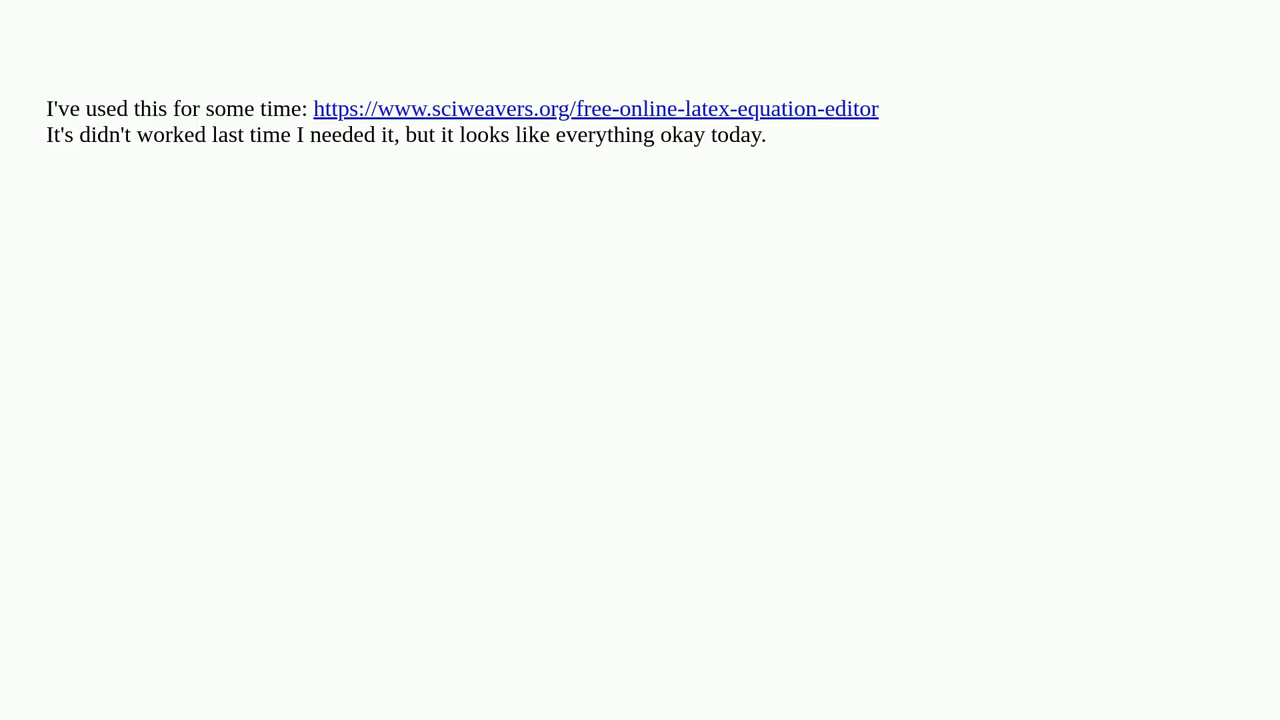 I've used this for some time: https://www.sciweavers.org/free-online-latex-equation-editor
It's didn't worked last time I needed it, but it looks like everything okay today.